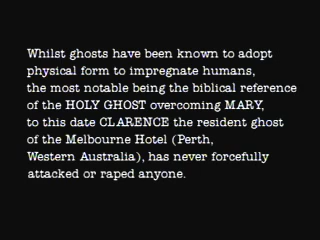 Whilst ghosts have been known to adopt
physical form to impregnate humans,
the most notable being the biblical reference
of the HOLY GHOST overcoming MARY,
to this date CLARENCE the resident ghost
of the Melbourne Hotel (Perth,
Western Australia), has never forcefully
attacked or raped anyone.